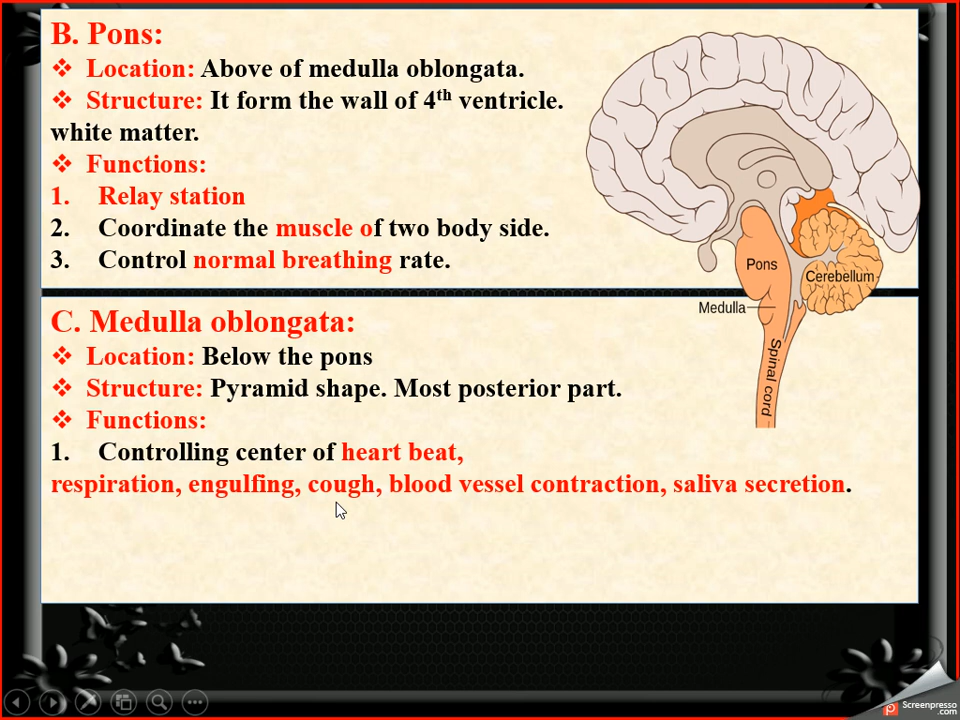 B. Pons:
❖ Location: Above of medulla oblongata.
❖ Structure: It form the wall of 4th ventricle.
white matter.
❖ Functions:
1. Relay station
2. Coordinate the muscle of two body side.
3. Control normal breathing rate.
Pons
Cerebellum
Medulla
Spinal cord
C. Medulla oblongata:
❖ Location: Below the pons
❖ Structure: Pyramid shape. Most posterior part.
❖ Functions:
1. Controlling center of heart beat,
respiration, engulfing, cough, blood vessel contraction, saliva secretion.
Screenpresso
.com